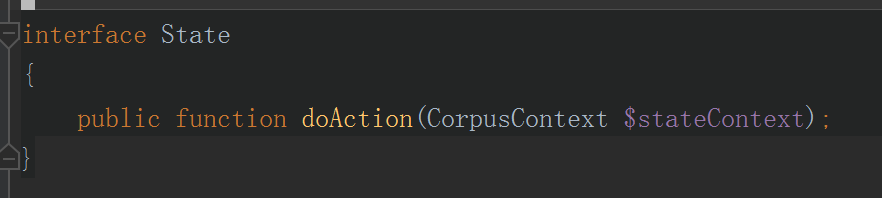 interface State
{
    public function doAction(CorpusContext $stateContext);
}